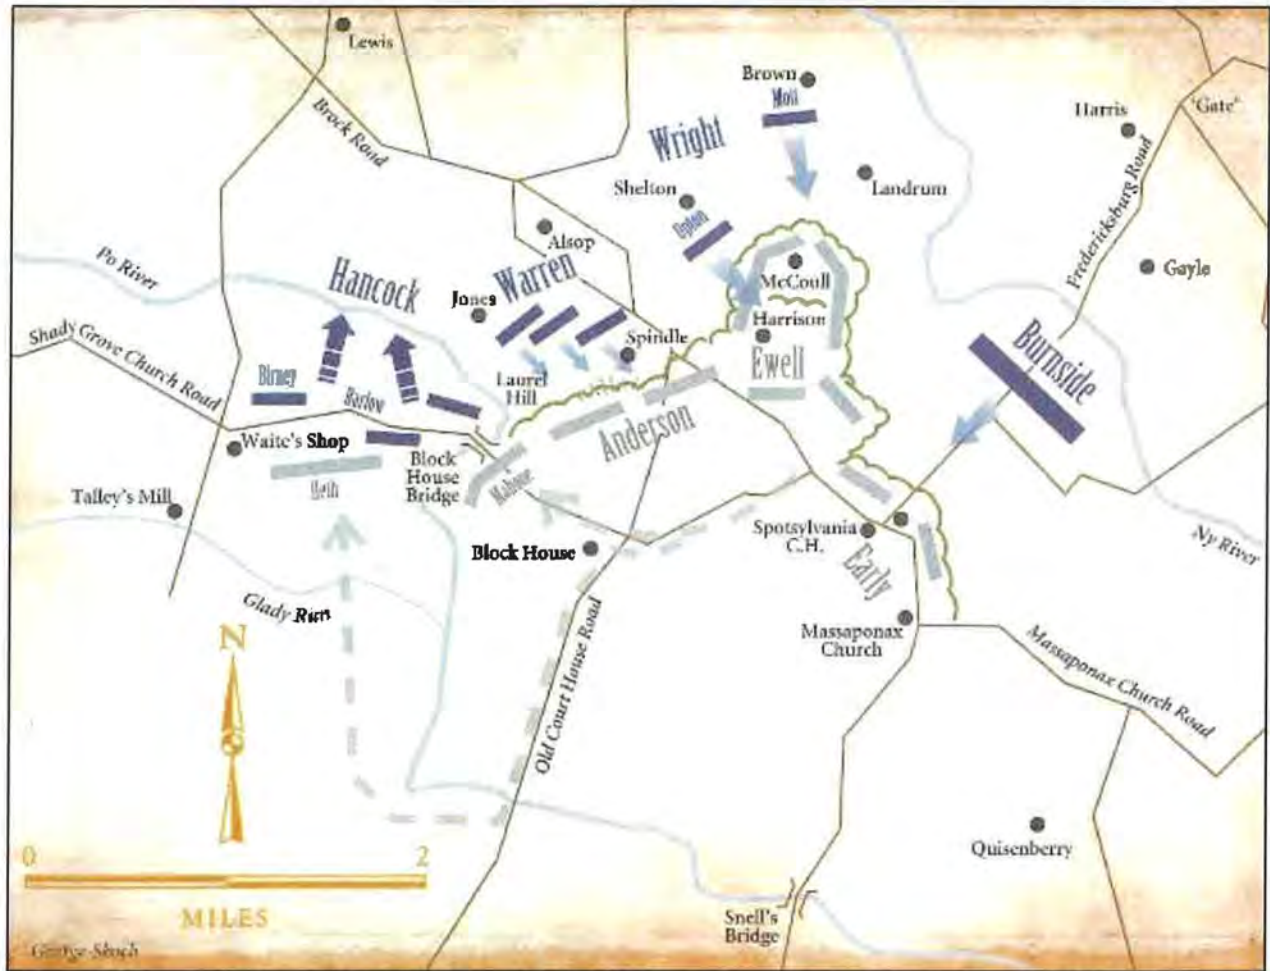 Lewis
Brown
Mott
Harris
"Gate"
Brock Road
Wright
Shelton
Landrum
Fredericksburg Road
Upton
Alsop
Po River
Hancock
Warren
McCoull
Gayle
Jones
Harrison
Spindle
Shady Grove Church Road
Birney
Laurel
Hill
Ewell
Burnside
Barlow
Anderson
Waite's Shop
Block
House
Bridge
Heth
Mahone
Talley's Mill
Block House
Spotsylvania
C.H.
Early
Ny River
Glady Run
Massaponax
Church
N
Old Court House Road
Massaponax Church Road
0
2
MILES
Quisenberry
Snell's
Bridge
George Skoch